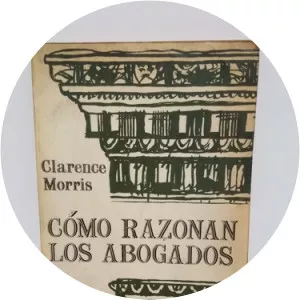 Clarence
Morris
CÓMO RAZONAN
LOS ABOGADOS